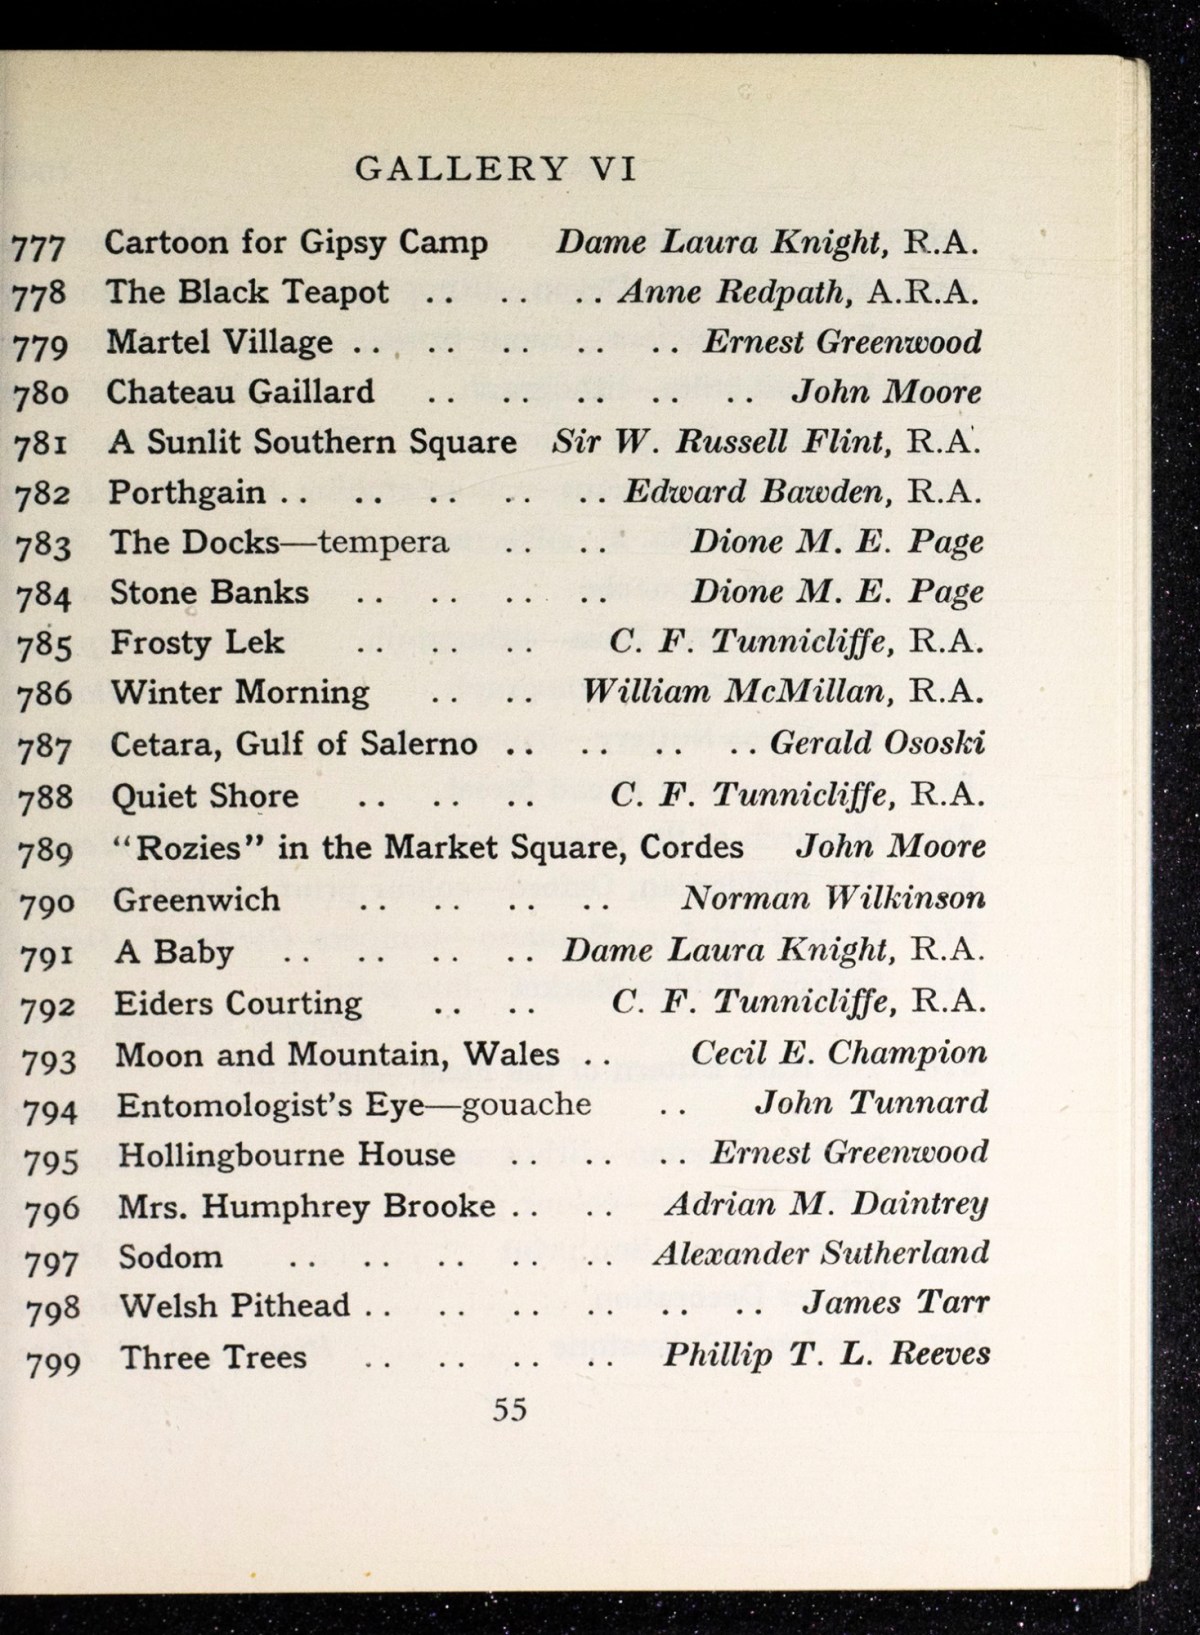 GALLERY VI
777 Cartoon for Gipsy Camp Dame Laura Knight, R.A.
778 The Black Teapot .. .. .. Anne Redpath, A.R.A.
779 Martel Village .. .. .. .. .. Ernest Greenwood
780 Chateau Gaillard .. .. .. .. .. John Moore
781 A Sunlit Southern Square Sir W. Russell Flint, R.A.
782 Porthgain .. .. .. .. .. Edward Bawden, R.A.
783 The Docks—tempera .. .. Dione M. E. Page
784 Stone Banks .. .. .. .. Dione M. E. Page
785 Frosty Lek .. .. .. C. F. Tunnicliffe, R.A.
786 Winter Morning .. .. William McMillan, R.A.
787 Cetara, Gulf of Salerno .. .. .. .. Gerald Ososki
788 Quiet Shore .. .. .. C. F. Tunnicliffe, R.A.
789 “Rozies” in the Market Square, Cordes John Moore
790 Greenwich .. .. .. .. Norman Wilkinson
791 A Baby .. .. .. .. Dame Laura Knight, R.A.
792 Eiders Courting .. .. C. F. Tunnicliffe, R.A.
793 Moon and Mountain, Wales .. Cecil E. Champion
794 Entomologist’s Eye—gouache .. John Tunnard
795 Hollingbourne House .. .. .. Ernest Greenwood
796 Mrs. Humphrey Brooke .. .. Adrian M. Daintrey
797 Sodom .. .. .. .. .. Alexander Sutherland
798 Welsh Pithead .. .. .. .. .. .. James Tarr
799 Three Trees .. .. .. .. Phillip T. L. Reeves
55